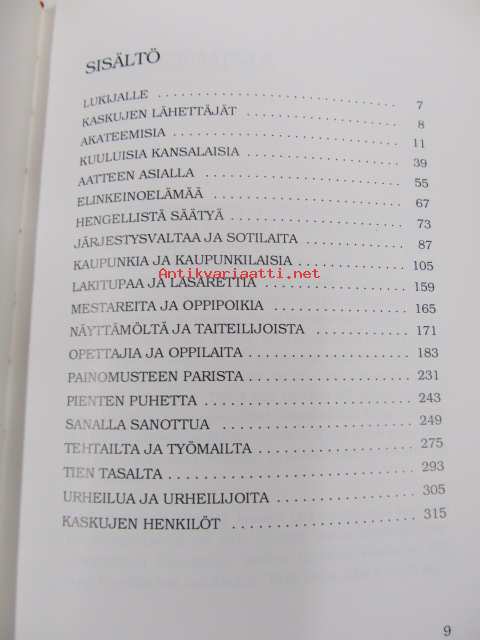 SISÄLTÖ
LUKIJALLE . . . . . . . . . . . . . . . . . . . . . . . . 7
KASKUJEN LÄHETTÄJÄT . . . . . . . . . . . . . . . 8
AKATEEMISIA . . . . . . . . . . . . . . . . . . . . . . 11
KUULUISIA KANSALAISIA . . . . . . . . . . . . . . . 39
AATTEEN ASIALLA . . . . . . . . . . . . . . . . . . . 55
ELINKEINOELÄMÄÄ . . . . . . . . . . . . . . . . . . 67
HENGELLISTÄ SÄÄTYÄ . . . . . . . . . . . . . . . . . 73
JÄRJESTYSVALTAA JA SOTILAITA . . . . . . . . . . 87
KAUPUNKIA JA KAUPUNKILAISIA . . . . . . . . . . 105
Antikvariaatti.net
LAKITUPAA JA LASARETTIA . . . . . . . . . . . . . . 159
MESTAREITA JA OPPIPOIKIA . . . . . . . . . . . . . 165
NÄYTTÄMÖLTÄ JA TAITEILIJOISTA . . . . . . . . . 171
OPETTAJIA JA OPPILAITA . . . . . . . . . . . . . . . 183
PAINOMUSTEEN PARISTA . . . . . . . . . . . . . . . 231
PIENTEN PUHETTA . . . . . . . . . . . . . . . . . . . 243
SANALLA SANOTTUA . . . . . . . . . . . . . . . . . . 249
TEHTAILTA JA TYÖMAILTA . . . . . . . . . . . . . . 275
TIEN TASALTA . . . . . . . . . . . . . . . . . . . . . . 293
URHEILUA JA URHEILIJOITA . . . . . . . . . . . . . 305
KASKUJEN HENKILÖT . . . . . . . . . . . . . . . . . 315
9